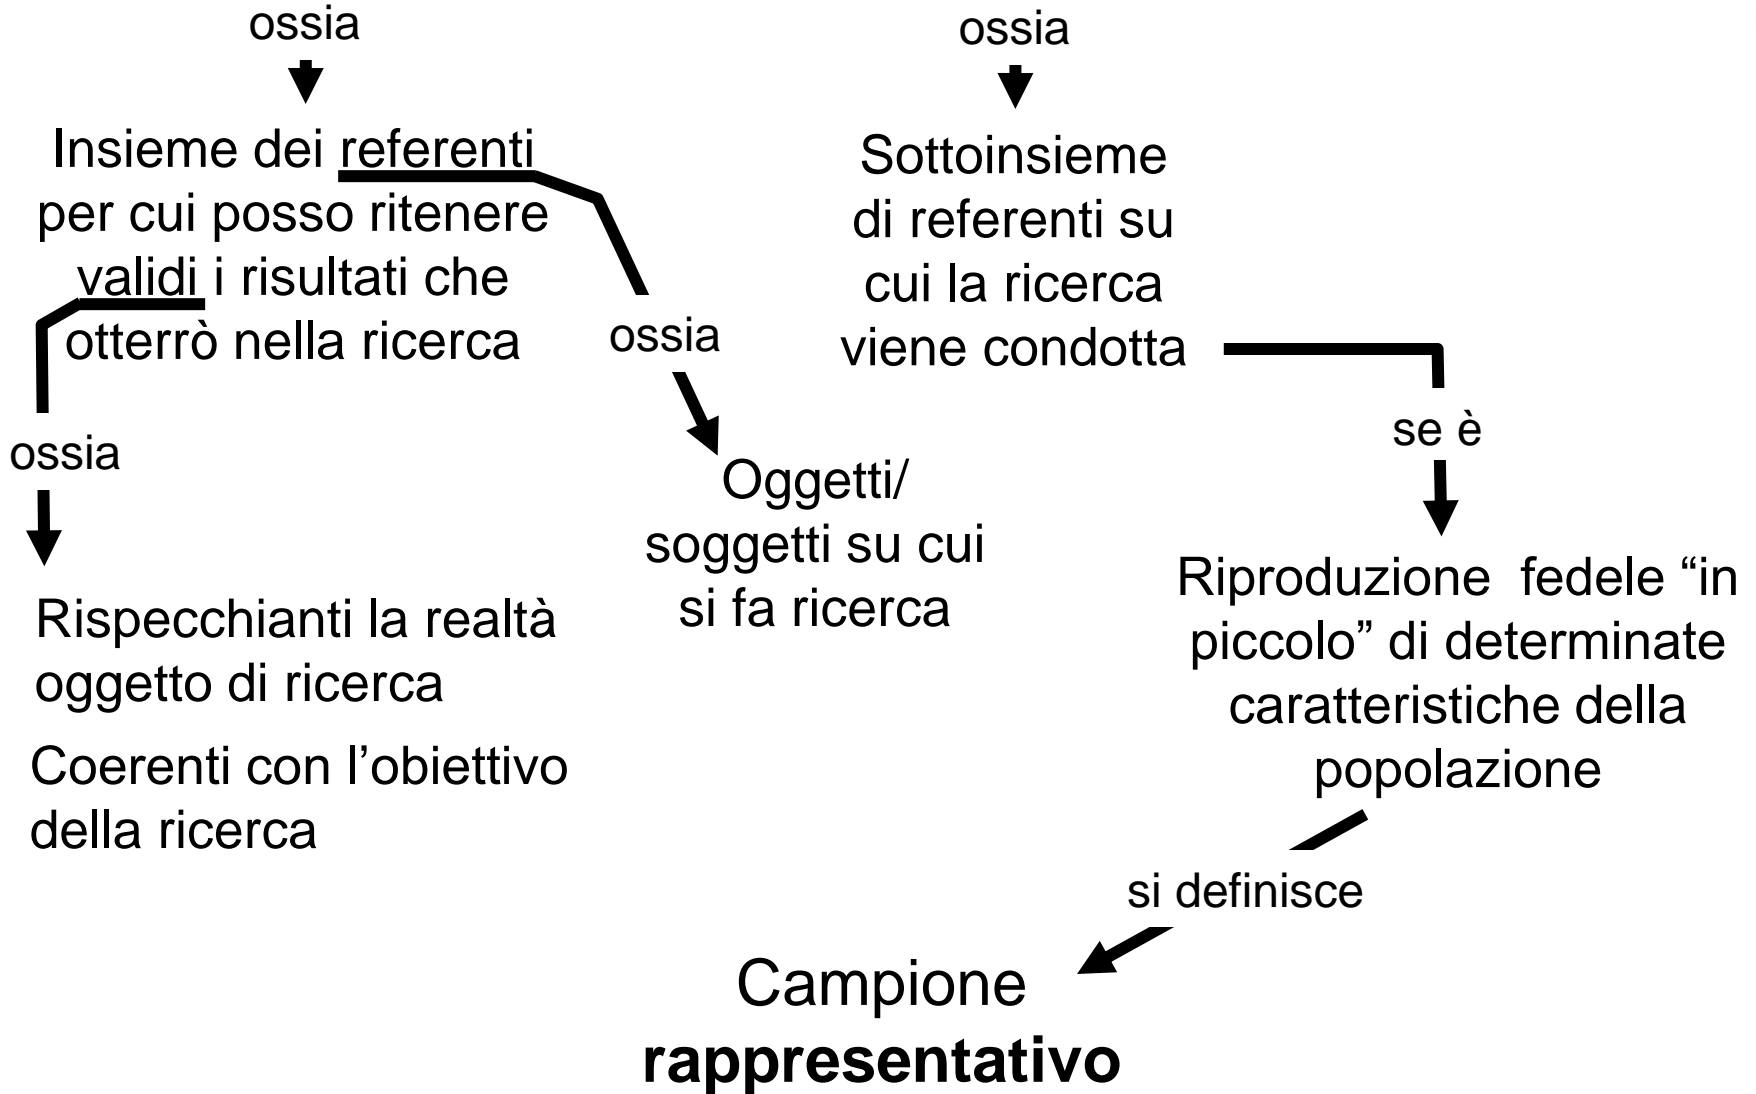 ossia
Insieme dei referenti
per cui posso ritenere
validi i risultati che
otterrò nella ricerca
ossia
Rispecchianti la realtà
oggetto di ricerca
Coerenti con l’obiettivo
della ricerca
ossia
Oggetti/
soggetti su cui
si fa ricerca
ossia
Sottoinsieme
di referenti su
cui la ricerca
viene condotta
se è
Riproduzione fedele “in
piccolo” di determinate
caratteristiche della
popolazione
si definisce
Campione
rappresentativo